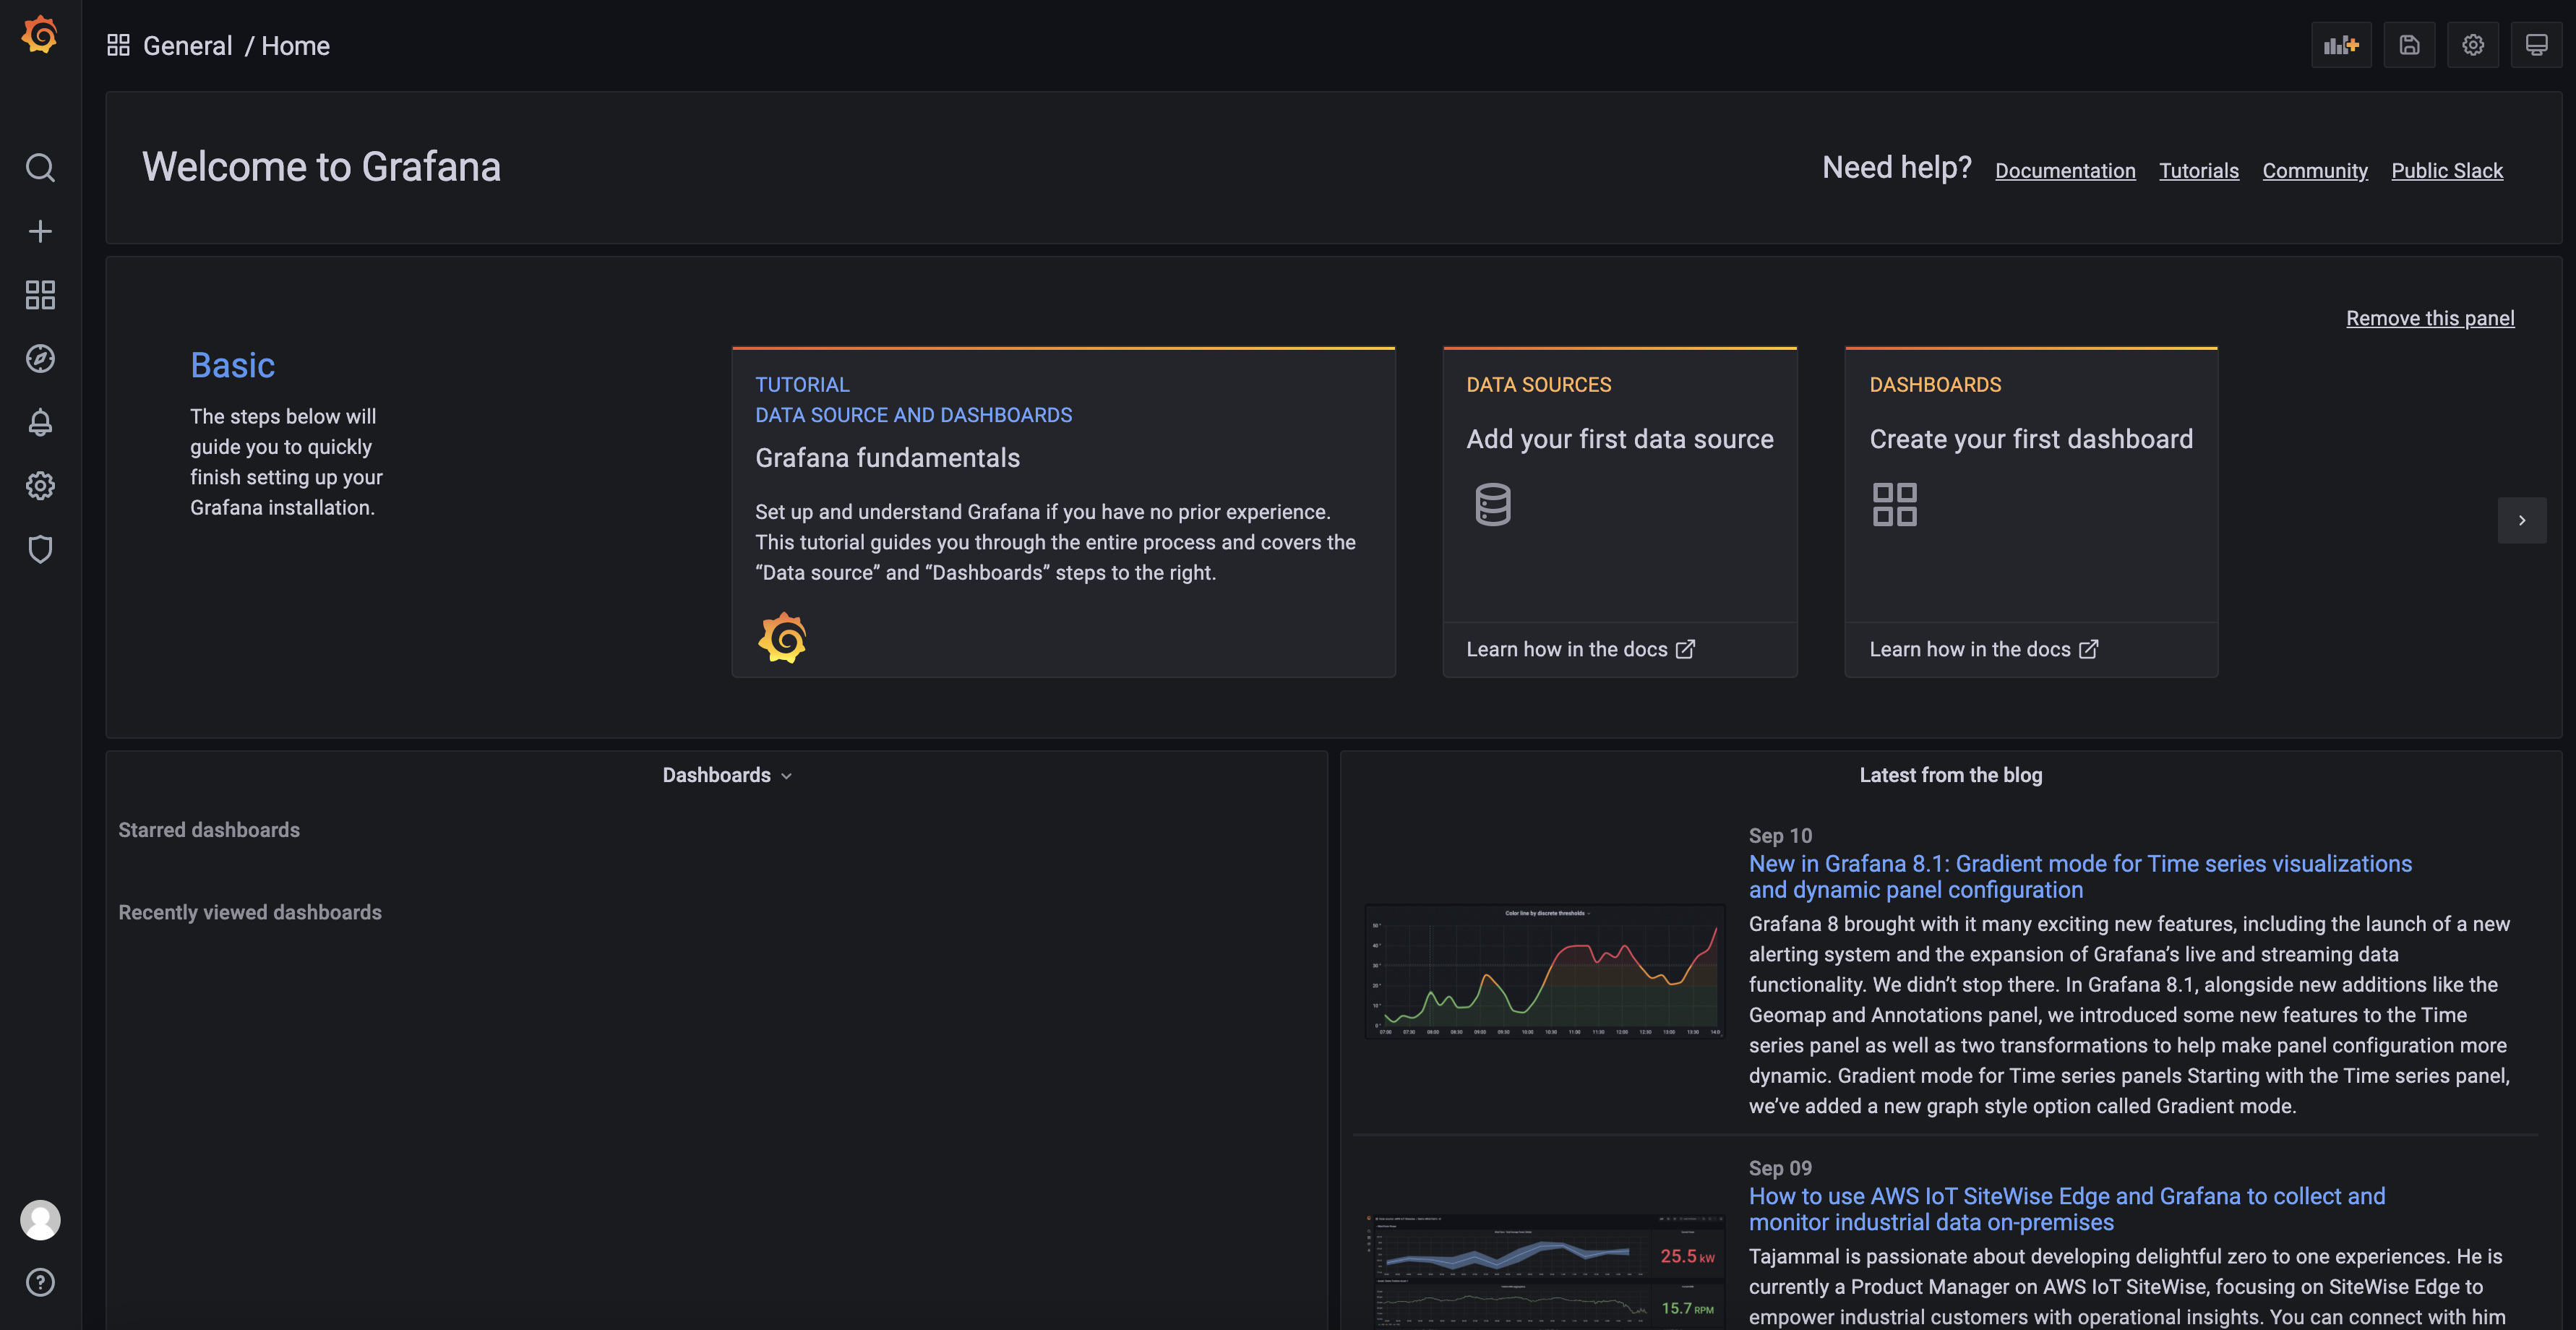 General / Home
Welcome to Grafana
Need help? Documentation Tutorials Community Public Slack
Remove this panel
Basic
The steps below will
guide you to quickly
finish setting up your
Grafana installation.
TUTORIAL
DATA SOURCE AND DASHBOARDS
Grafana fundamentals
Set up and understand Grafana if you have no prior experience.
This tutorial guides you through the entire process and covers the
“Data source” and “Dashboards” steps to the right.
DATA SOURCES
Add your first data source
Learn how in the docs
DASHBOARDS
Create your first dashboard
Learn how in the docs
Dashboards
Starred dashboards
Recently viewed dashboards
Latest from the blog
Color line by discrete thresholds
Sep 10
New in Grafana 8.1: Gradient mode for Time series visualizations
and dynamic panel configuration
Grafana 8 brought with it many exciting new features, including the launch of a new
alerting system and the expansion of Grafana’s live and streaming data
functionality. We didn’t stop there. In Grafana 8.1, alongside new additions like the
Geomap and Annotations panel, we introduced some new features to the Time
series panel as well as two transformations to help make panel configuration more
dynamic. Gradient mode for Time series panels Starting with the Time series panel,
we’ve added a new graph style option called Gradient mode.
25.5 kW
15.7 RPM
Sep 09
How to use AWS IoT SiteWise Edge and Grafana to collect and
monitor industrial data on-premises
Tajammal is passionate about developing delightful zero to one experiences. He is
currently a Product Manager on AWS IoT SiteWise, focusing on SiteWise Edge to
empower industrial customers with operational insights. You can connect with him